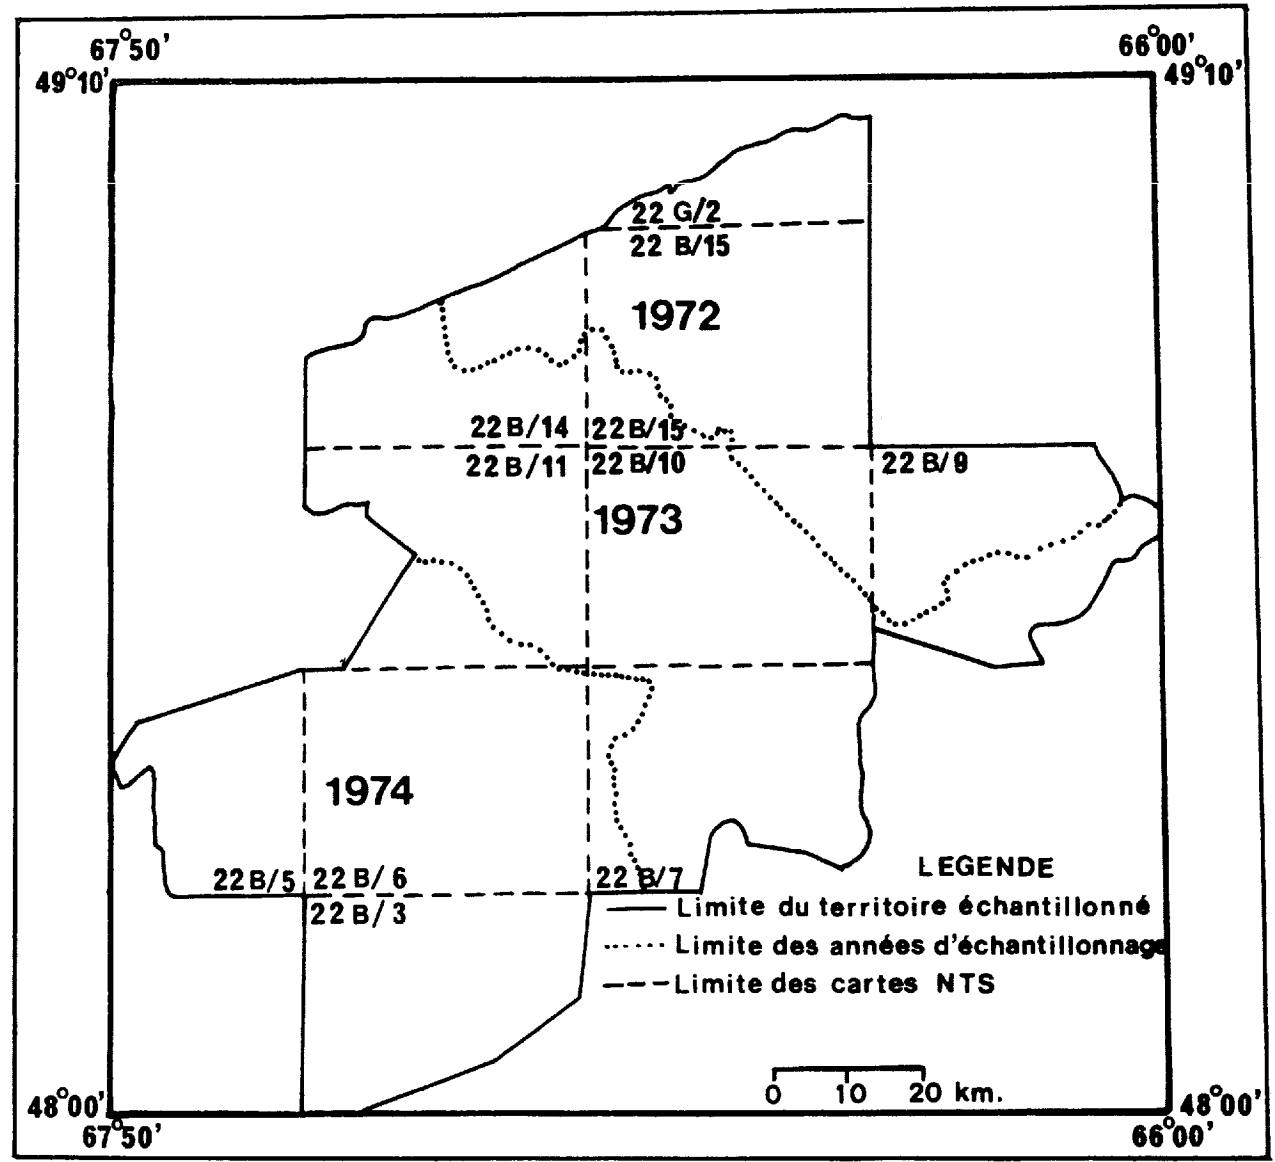 67°50'
66°00'
49°10'
49°10'
22 G/2
22 B/15
1972
22 B/14
22 B/15
22 B/11
22 B/10
22 B/9
1973
1974
22 B/5
22 B/6
22 B/7
22 B/3
LEGENDE
Limite du territoire échantillonné
Limite des années d'échantillonnage
Limite des cartes NTS
0 10 20 km.
48°00'
48°00'
67°50'
66°00'